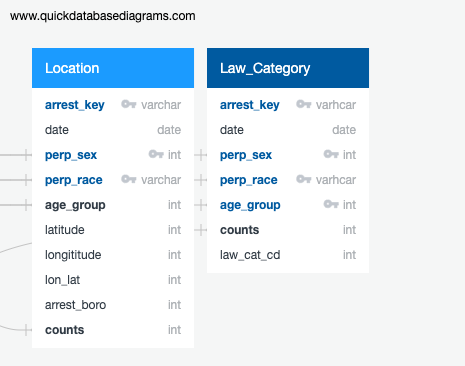 www.quickdatabasediagrams.com
Location
arrest_key varchar
date date
perp_sex int
perp_race varchar
age_group int
latitude int
longititude int
lon_lat int
arrest_boro int
counts int
Law_Category
arrest_key varhcar
date date
perp_sex int
perp_race varhcar
age_group int
counts int
law_cat_cd int